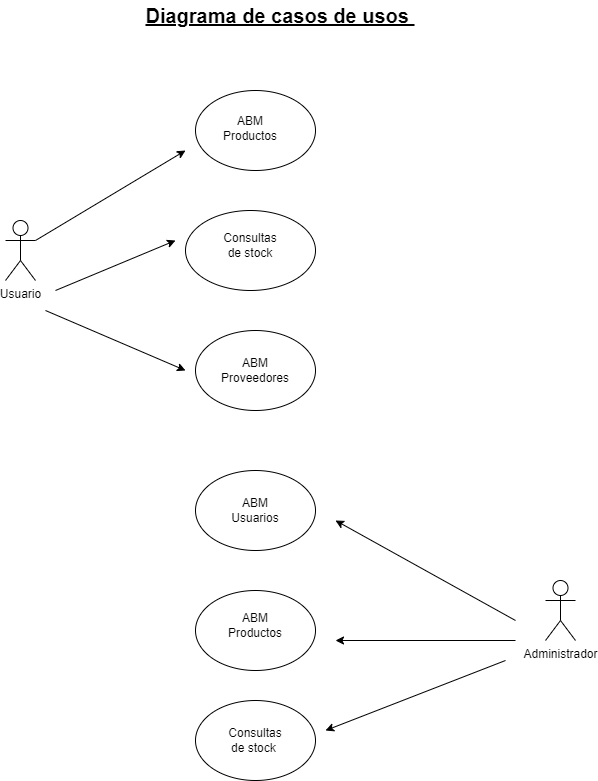 Diagrama de casos de usos
ABM
Productos
Consultas
de stock
Usuario
ABM
Proveedores
ABM
Usuarios
ABM
Productos
Administrador
Consultas
de stock